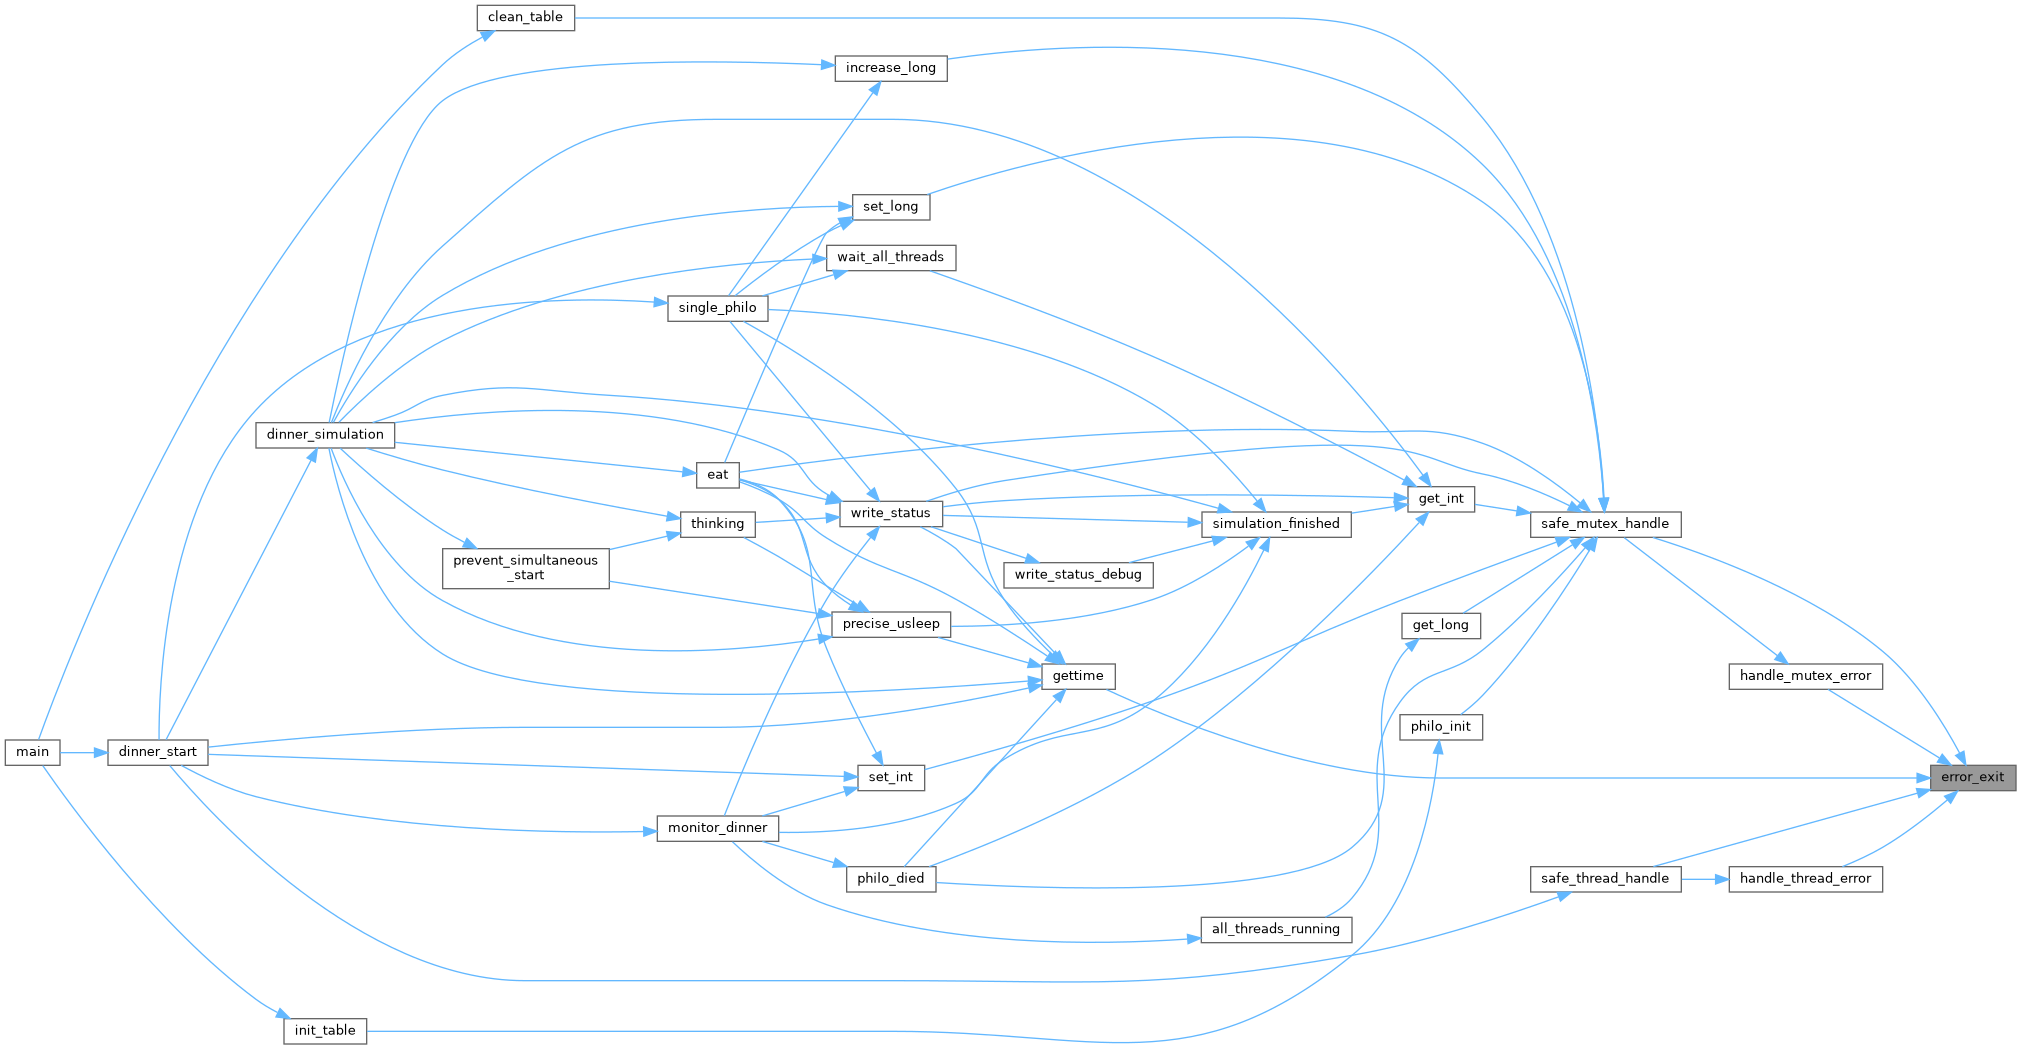 clean_table
increase_long
set_long
wait_all_threads
single_philo
dinner_simulation
eat
get_int
write_status
thinking
simulation_finished
safe_mutex_handle
prevent_simultaneous
_start
write_status_debug
precise_usleep
get_long
gettime
handle_mutex_error
philo_init
main
dinner_start
set_int
error_exit
monitor_dinner
philo_died
safe_thread_handle
handle_thread_error
all_threads_running
init_table